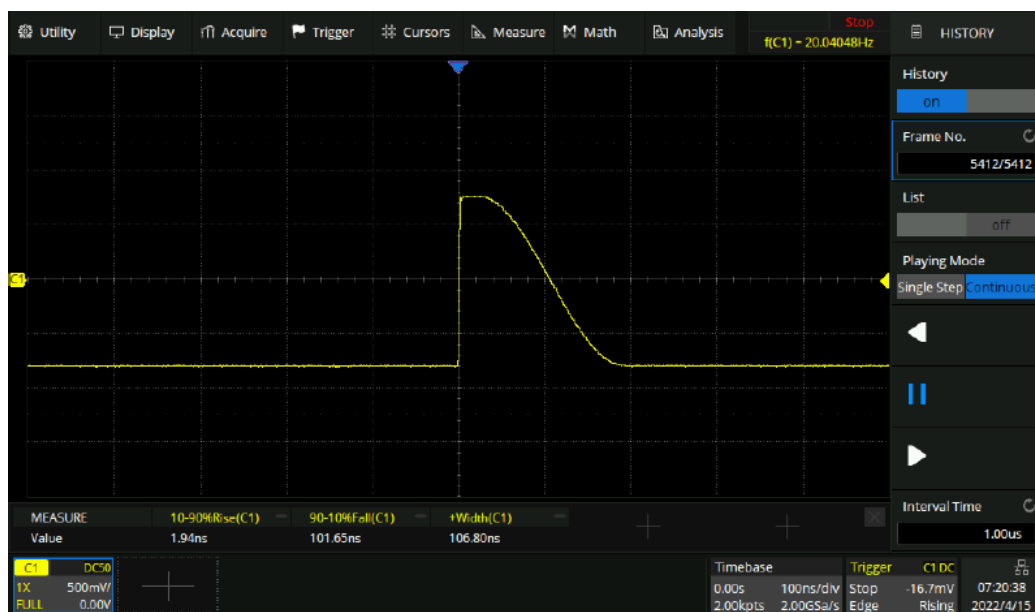 Utility Display Acquire Trigger Cursors Measure Math Analysis
Stop
f(C1) = 20.04048Hz
HISTORY
History
on
Frame No.
5412/5412
List
off
Playing Mode
Single Step Continuous
C1
Interval Time
1.00us
MEASURE 10-90%Rise(C1) 90-10%Fall(C1) +Width(C1)
Value 1.94ns 101.65ns 106.80ns
C1 DC50
1X 500mV/
FULL 0.00V
Timebase
0.00s 100ns/div
2.00kpts 2.00GSa/s
Trigger C1 DC
Stop -16.7mV
Edge Rising
07:20:38
2022/4/15